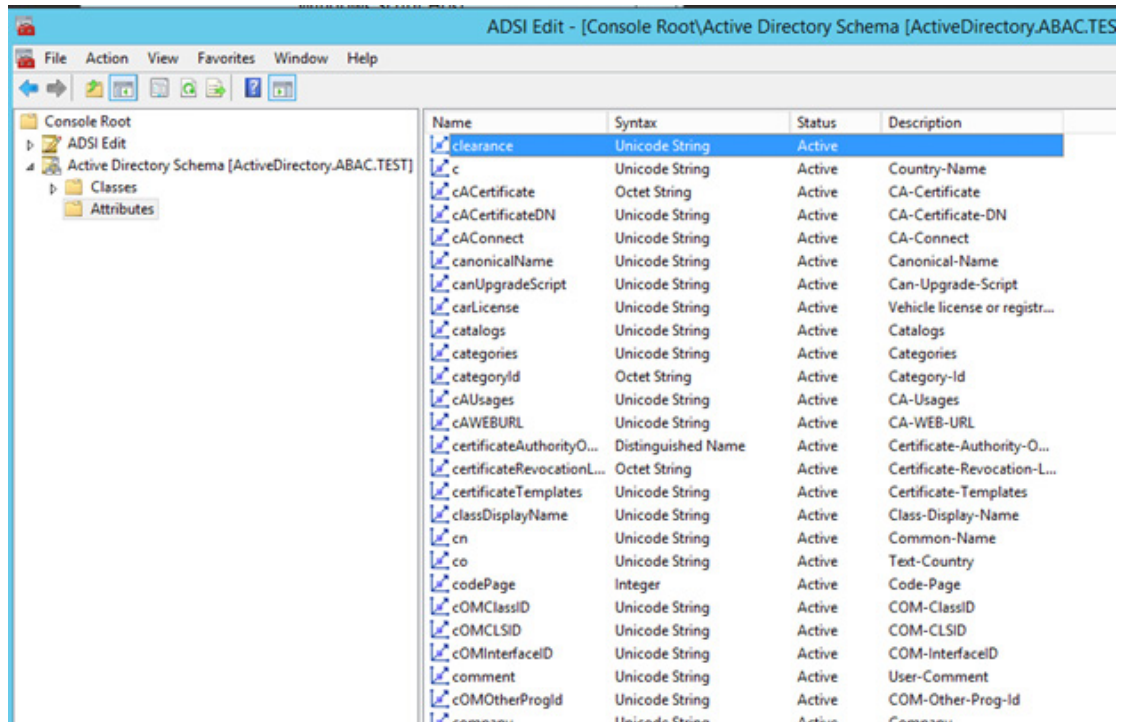 ADSI Edit - [Console Root\Active Directory Schema [ActiveDirectory.ABAC.TES
File Action View Favorites Window Help
Console Root
ADSI Edit
Active Directory Schema [ActiveDirectory.ABAC.TEST]
Classes
Attributes
Name Syntax Status Description
clearance Unicode String Active
c Unicode String Active Country-Name
cACertificate Octet String Active CA-Certificate
cACertificateDN Unicode String Active CA-Certificate-DN
cAConnect Unicode String Active CA-Connect
canonicalName Unicode String Active Canonical-Name
canUpgradeScript Unicode String Active Can-Upgrade-Script
carLicense Unicode String Active Vehicle license or registr...
catalogs Unicode String Active Catalogs
categories Unicode String Active Categories
categoryId Octet String Active Category-Id
cAUsages Unicode String Active CA-Usages
cAWEBURL Unicode String Active CA-WEB-URL
certificateAuthorityO... Distinguished Name Active Certificate-Authority-O...
certificateRevocationL... Octet String Active Certificate-Revocation-L...
certificateTemplates Unicode String Active Certificate-Templates
classDisplayName Unicode String Active Class-Display-Name
cn Unicode String Active Common-Name
co Unicode String Active Text-Country
codePage Integer Active Code-Page
cOMClassID Unicode String Active COM-ClassID
cOMCLSID Unicode String Active COM-CLSID
cOMInterfaceID Unicode String Active COM-InterfaceID
comment Unicode String Active User-Comment
cOMOtherProgId Unicode String Active COM-Other-Prog-Id
company Unicode String Active Company